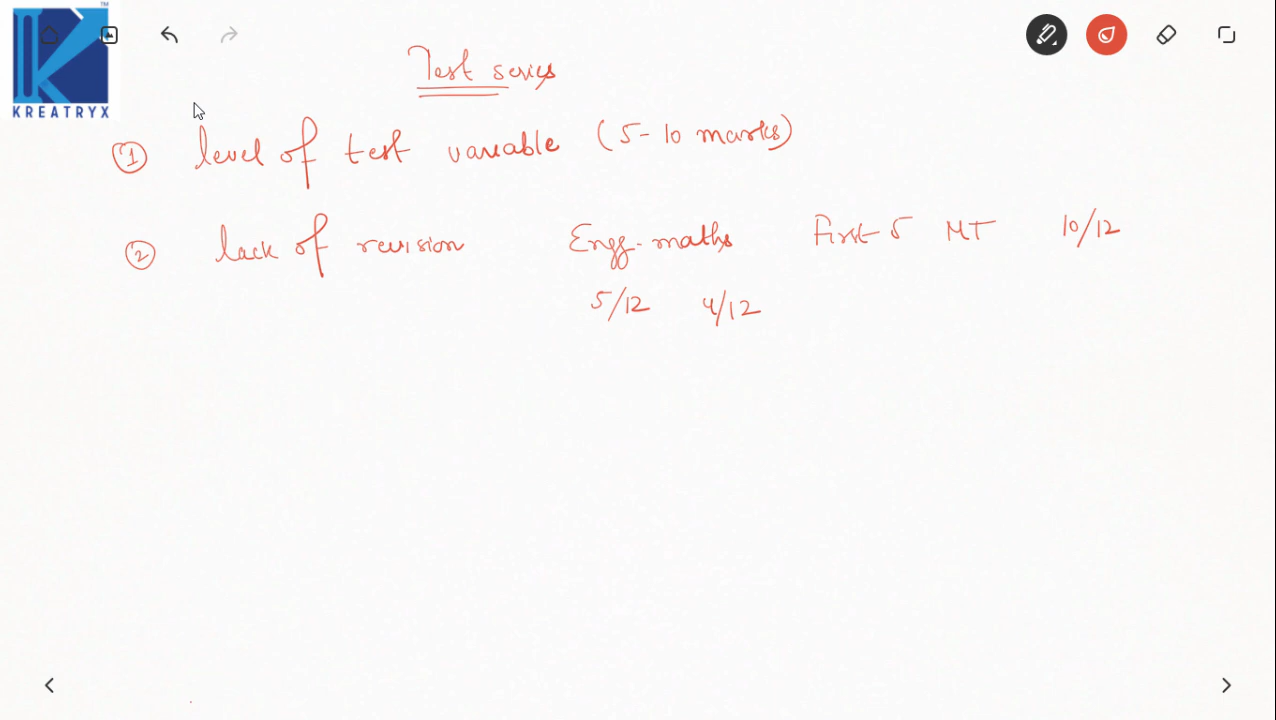 KREATRYX
Test series
① level of test variable (5-10 marks)
② lack of revision Engg. maths First 5 MT 10/12
5/12 4/12